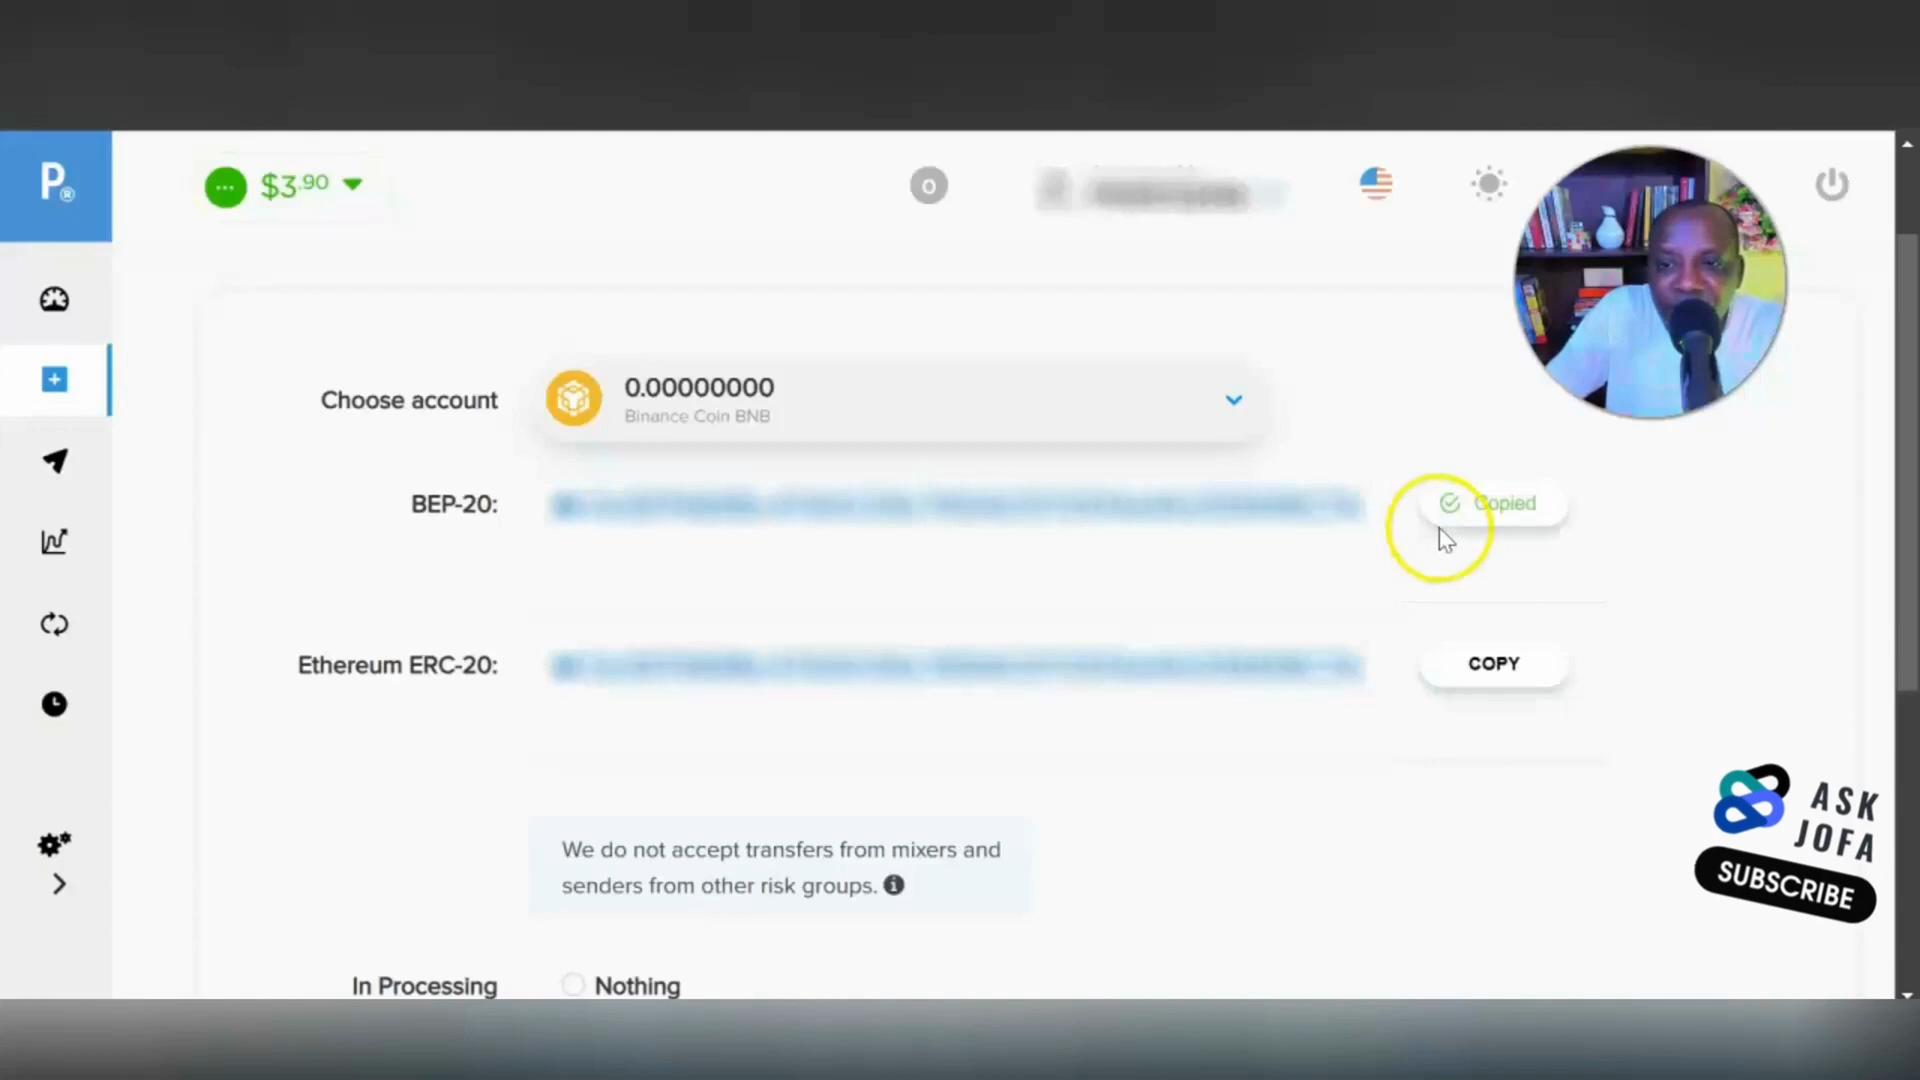 P®
$3.90
O
Choose account
0.00000000
Binance Coin BNB
BEP-20:
Copied
Ethereum ERC-20:
COPY
We do not accept transfers from mixers and
senders from other risk groups.
In Processing
Nothing
ASK
JOFA
SUBSCRIBE